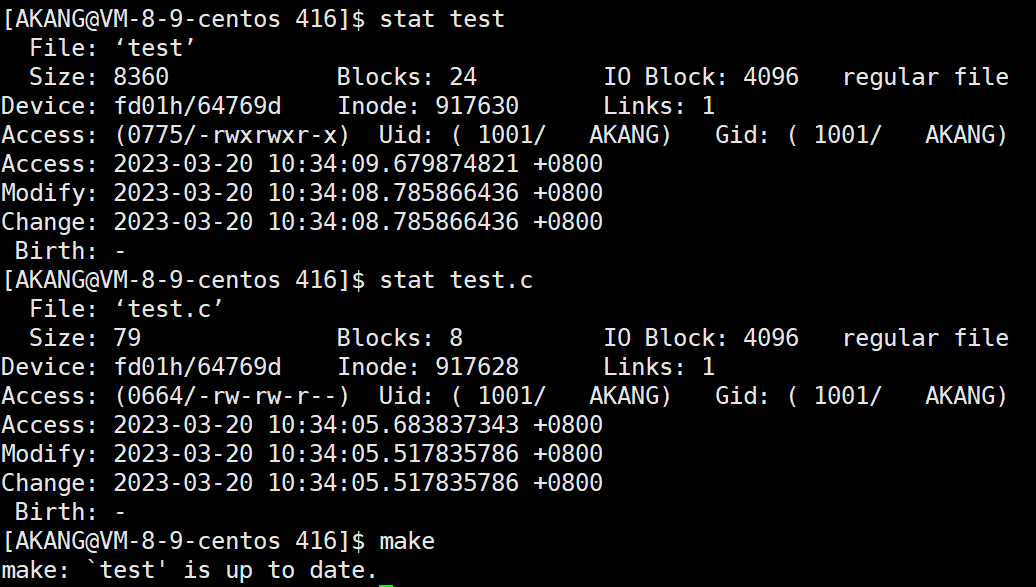 [AKANG@VM-8-9-centos 416]$ stat test
  File: ‘test’
  Size: 8360            Blocks: 24         IO Block: 4096   regular file
Device: fd01h/64769d    Inode: 917630      Links: 1
Access: (0775/-rwxrwxr-x)  Uid: ( 1001/   AKANG)   Gid: ( 1001/   AKANG)
Access: 2023-03-20 10:34:09.679874821 +0800
Modify: 2023-03-20 10:34:08.785866436 +0800
Change: 2023-03-20 10:34:08.785866436 +0800
 Birth: -
[AKANG@VM-8-9-centos 416]$ stat test.c
  File: ‘test.c’
  Size: 79              Blocks: 8          IO Block: 4096   regular file
Device: fd01h/64769d    Inode: 917628      Links: 1
Access: (0664/-rw-rw-r--)  Uid: ( 1001/   AKANG)   Gid: ( 1001/   AKANG)
Access: 2023-03-20 10:34:05.683837343 +0800
Modify: 2023-03-20 10:34:05.517835786 +0800
Change: 2023-03-20 10:34:05.517835786 +0800
 Birth: -
[AKANG@VM-8-9-centos 416]$ make
make: `test' is up to date.